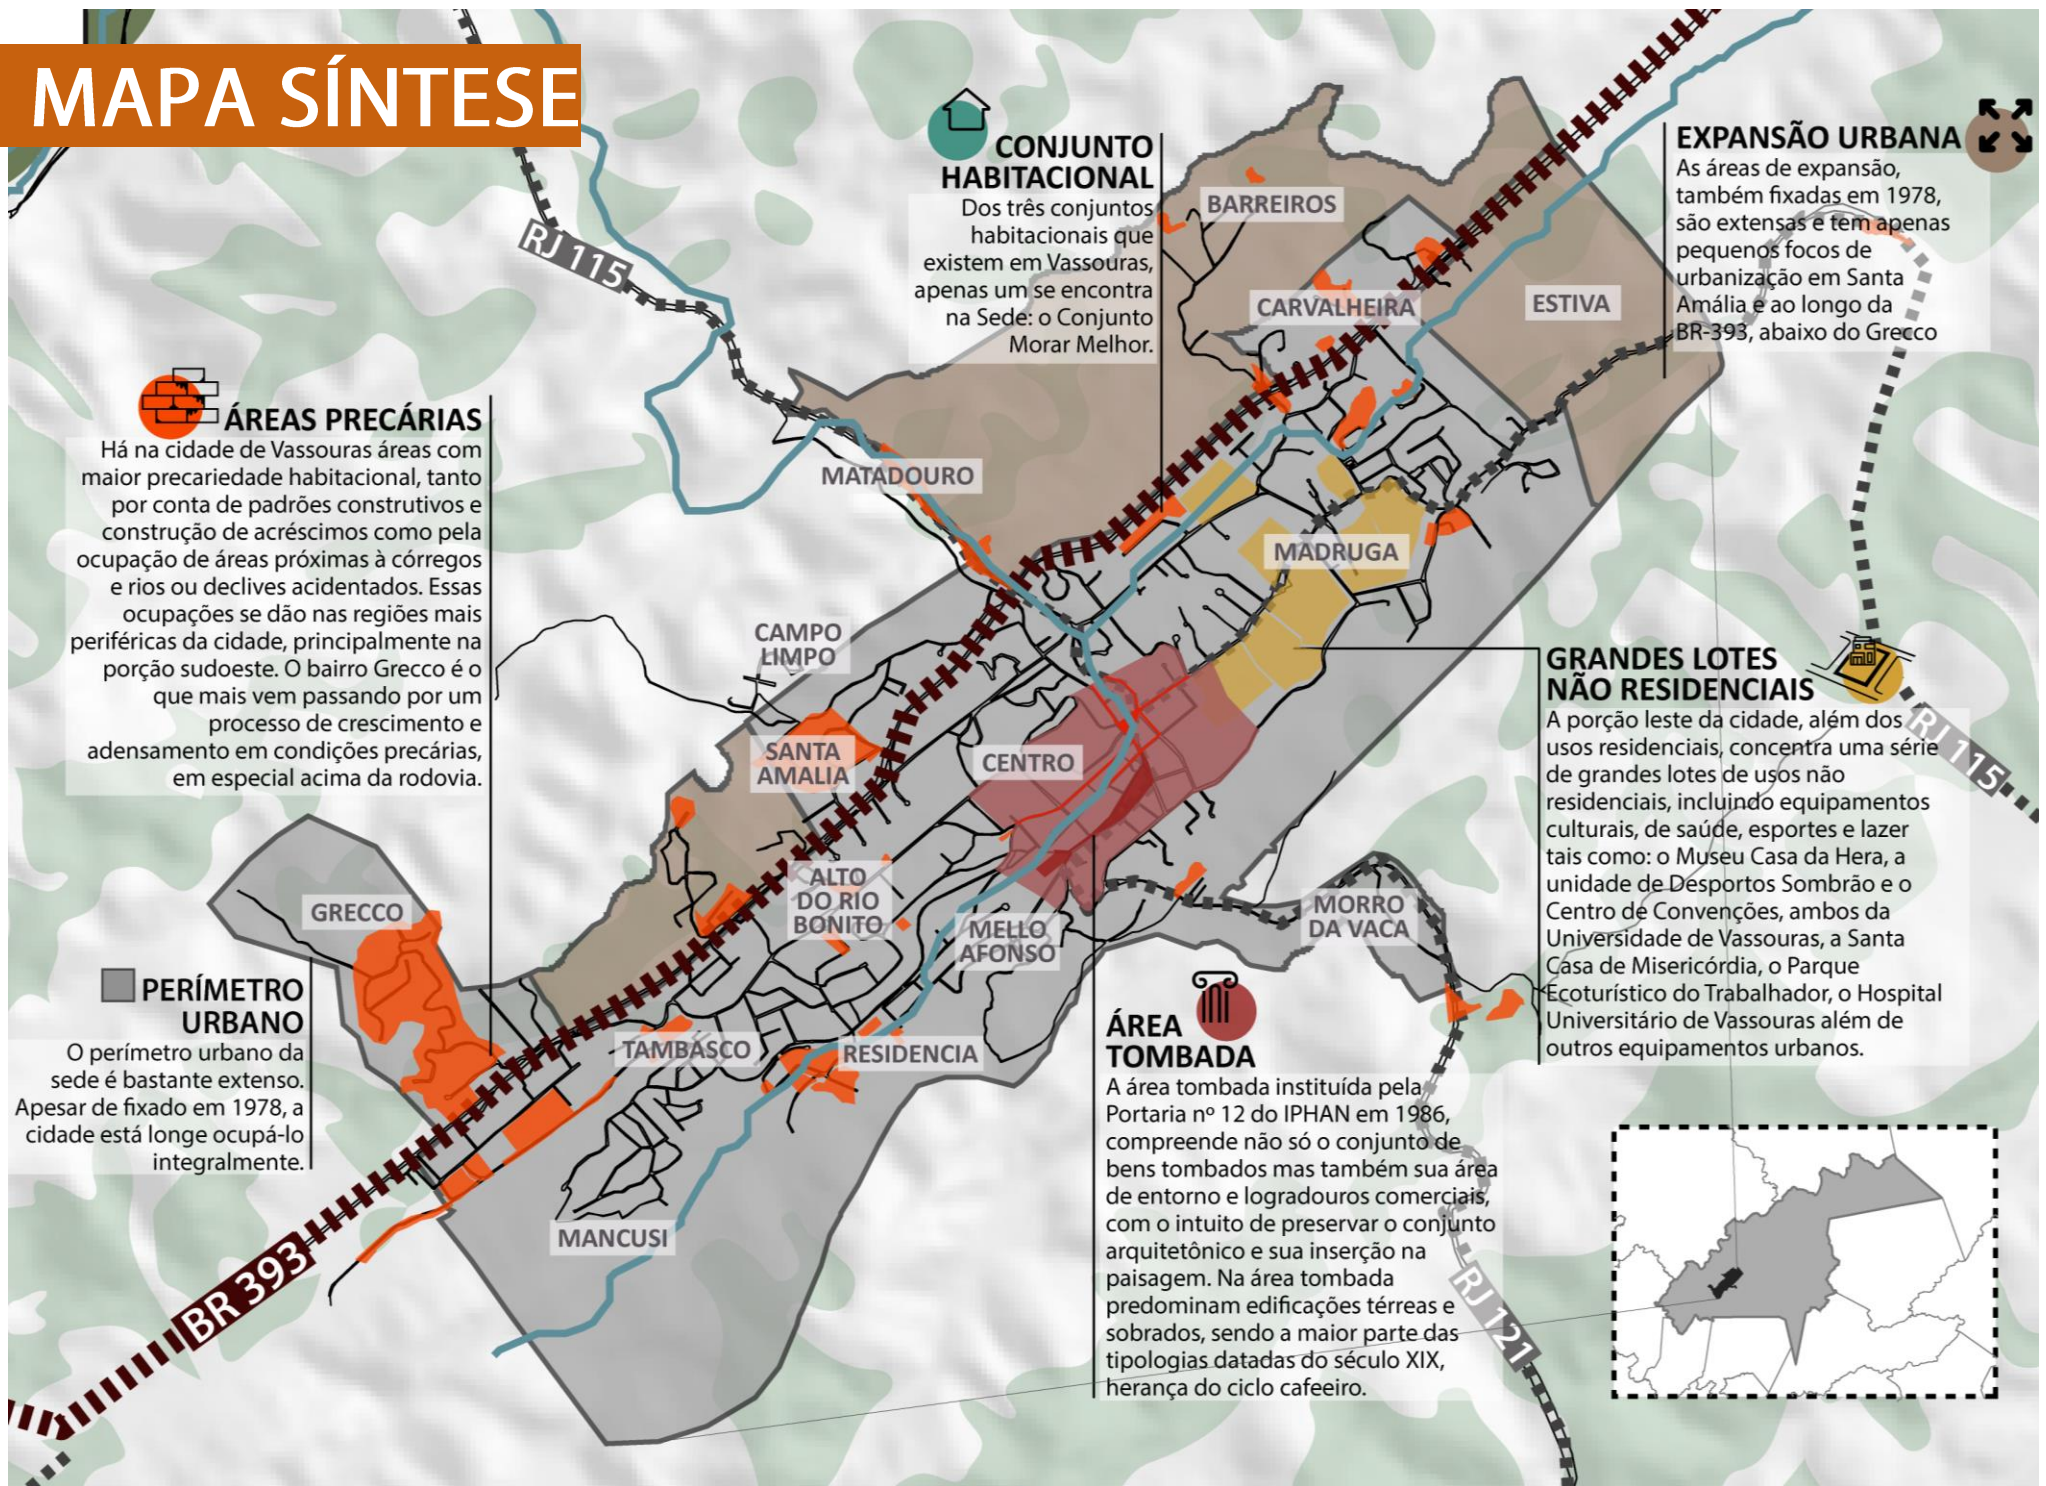 MAPA SÍNTESE
RJ 115
CONJUNTO
HABITACIONAL
Dos três conjuntos
habitacionais que
existem em Vassouras,
apenas um se encontra
na Sede: o Conjunto
Morar Melhor.
BARREIROS
CARVALHEIRA
ESTIVA
EXPANSÃO URBANA
As áreas de expansão,
também fixadas em 1978,
são extensas e tem apenas
pequenos focos de
urbanização em Santa
Amália e ao longo da
BR-393, abaixo do Grecco
ÁREAS PRECÁRIAS
Há na cidade de Vassouras áreas com
maior precariedade habitacional, tanto
por conta de padrões construtivos e
construção de acréscimos como pela
ocupação de áreas próximas à córregos
e rios ou declives acidentados. Essas
ocupações se dão nas regiões mais
periféricas da cidade, principalmente na
porção sudoeste. O bairro Grecco é o
que mais vem passando por um
processo de crescimento e
adensamento em condições precárias,
em especial acima da rodovia.
MATADOURO
MADRUGA
CAMPO
LIMPO
SANTA
AMALIA
CENTRO
GRANDES LOTES
NÃO RESIDENCIAIS
A porção leste da cidade, além dos
usos residenciais, concentra uma série
de grandes lotes de usos não
residenciais, incluindo equipamentos
culturais, de saúde, esportes e lazer
tais como: o Museu Casa da Hera, a
unidade de Desportos Sombrão e o
Centro de Convenções, ambos da
Universidade de Vassouras, a Santa
Casa de Misericórdia, o Parque
Ecoturístico do Trabalhador, o Hospital
Universitário de Vassouras além de
outros equipamentos urbanos.
RJ 115
GRECCO
ALTO
DO RIO
BONITO
MELLO
AFONSO
MORRO
DA VACA
PERÍMETRO
URBANO
O perímetro urbano da
sede é bastante extenso.
Apesar de fixado em 1978, a
cidade está longe ocupá-lo
integralmente.
TAMBASCO
RESIDENCIA
MANCUSI
ÁREA
TOMBADA
A área tombada instituída pela
Portaria nº 12 do IPHAN em 1986,
compreende não só o conjunto de
bens tombados mas também sua área
de entorno e logradouros comerciais,
com o intuito de preservar o conjunto
arquitetônico e sua inserção na
paisagem. Na área tombada
predominam edificações térreas e
sobrados, sendo a maior parte das
tipologias datadas do século XIX,
herança do ciclo cafeeiro.
BR 393
RJ 121